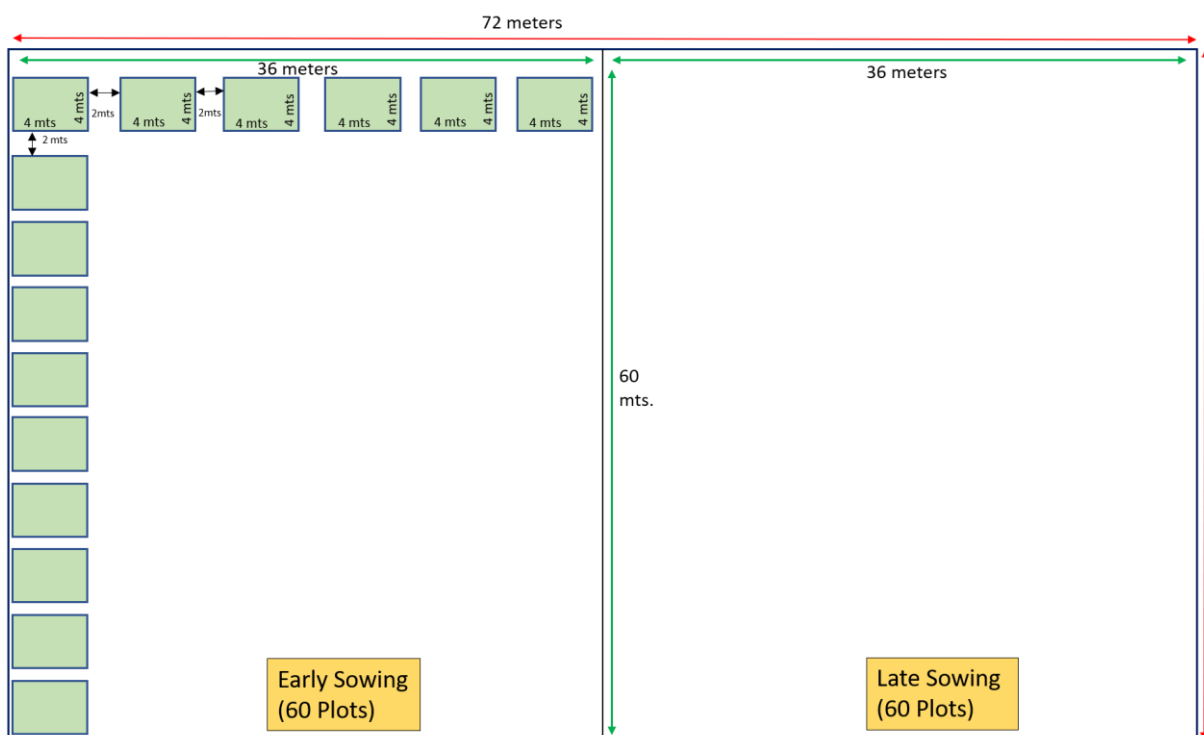 72 meters
36 meters
36 meters
4 mts
4 mts
2mts
4 mts
4 mts
2mts
4 mts
4 mts
4 mts
4 mts
4 mts
4 mts
4 mts
4 mts
2 mts
60
mts.
Early Sowing
(60 Plots)
Late Sowing
(60 Plots)